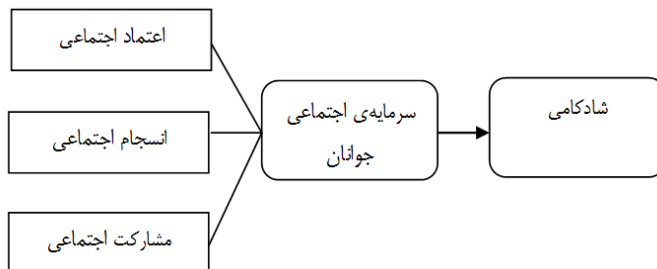 اعتماد اجتماعی
انسجام اجتماعی
مشارکت اجتماعی
سرمایه‌ی اجتماعی
جوانان
شادکامی